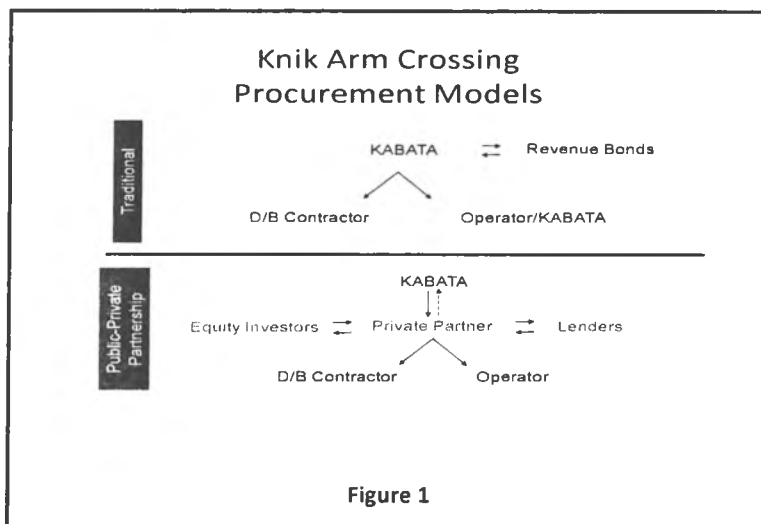 Knik Arm Crossing
Procurement Models
Traditional
KABATA
Revenue Bonds
D/B Contractor
Operator/KABATA
Public-Private
Partnership
KABATA
Equity Investors
Private Partner
Lenders
D/B Contractor
Operator
Figure 1